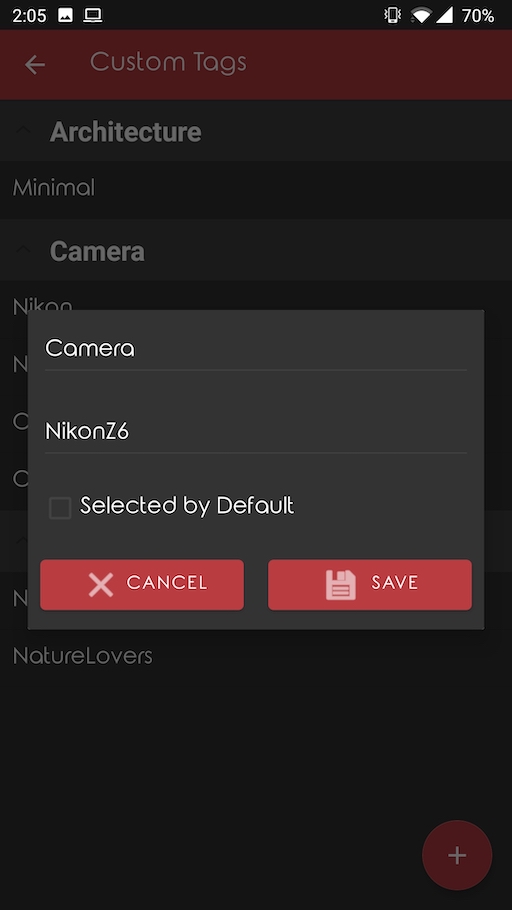 2:05 70%
Custom Tags
Architecture
Minimal
Camera
Nikon
Camera
NikonZ6
Selected by Default
CANCEL SAVE
NatureLovers